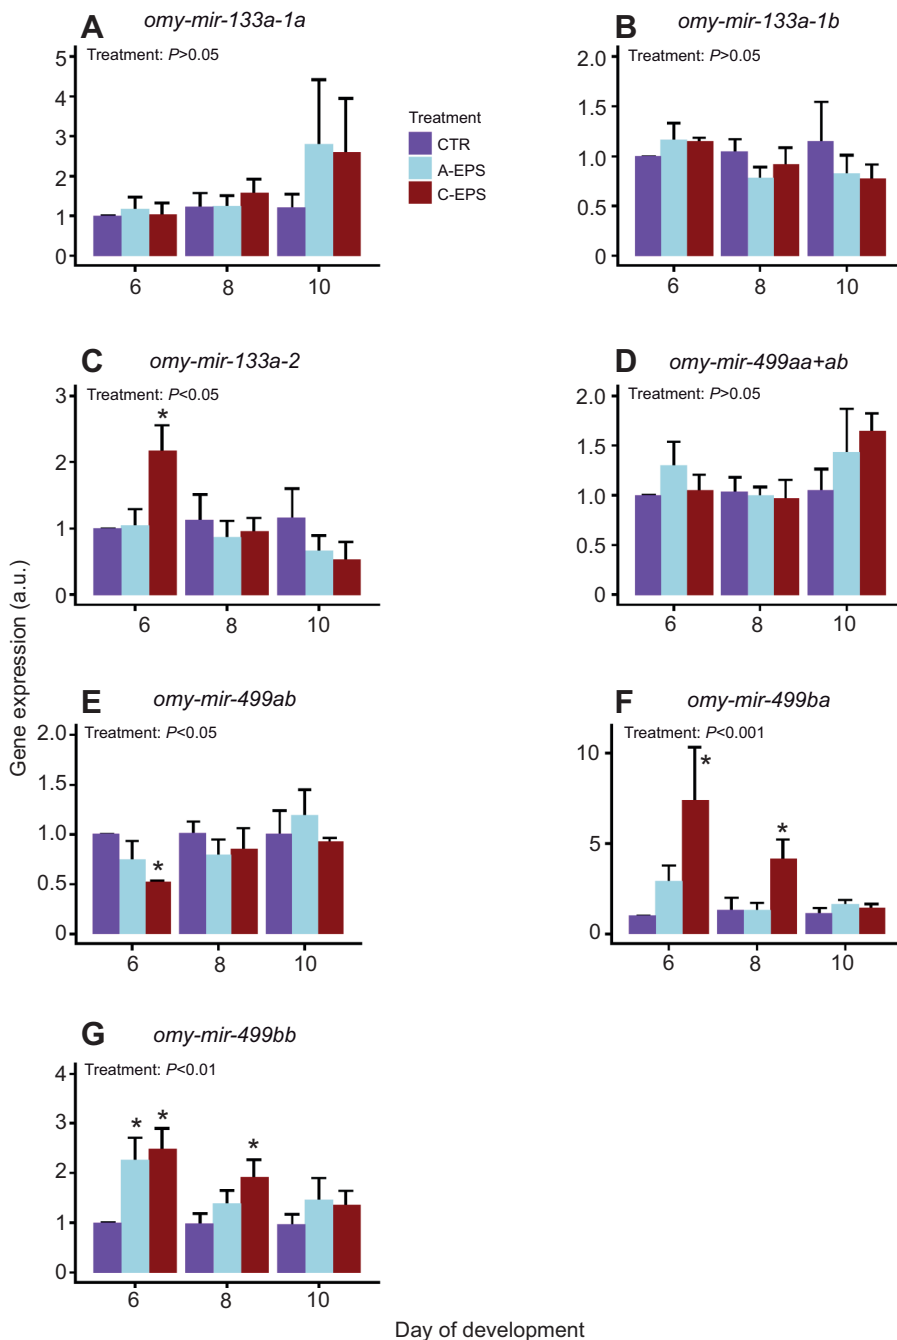 A omy-mir-133a-1a
Treatment: P>0.05
5
4
3
2
1
0
6 8 10
Treatment
CTR
A-EPS
C-EPS
B omy-mir-133a-1b
Treatment: P>0.05
2.0
1.5
1.0
0.5
0
6 8 10
C omy-mir-133a-2
Treatment: P<0.05
3
2
1
0
*
6 8 10
D omy-mir-499aa+ab
Treatment: P>0.05
2.0
1.5
1.0
0.5
0
6 8 10
Gene expression (a.u.)
E omy-mir-499ab
Treatment: P<0.05
2.0
1.5
1.0
0.5
0
*
6 8 10
F omy-mir-499ba
Treatment: P<0.001
10
5
0
* *
6 8 10
G omy-mir-499bb
Treatment: P<0.01
4
3
2
1
0
* * *
6 8 10
Day of development